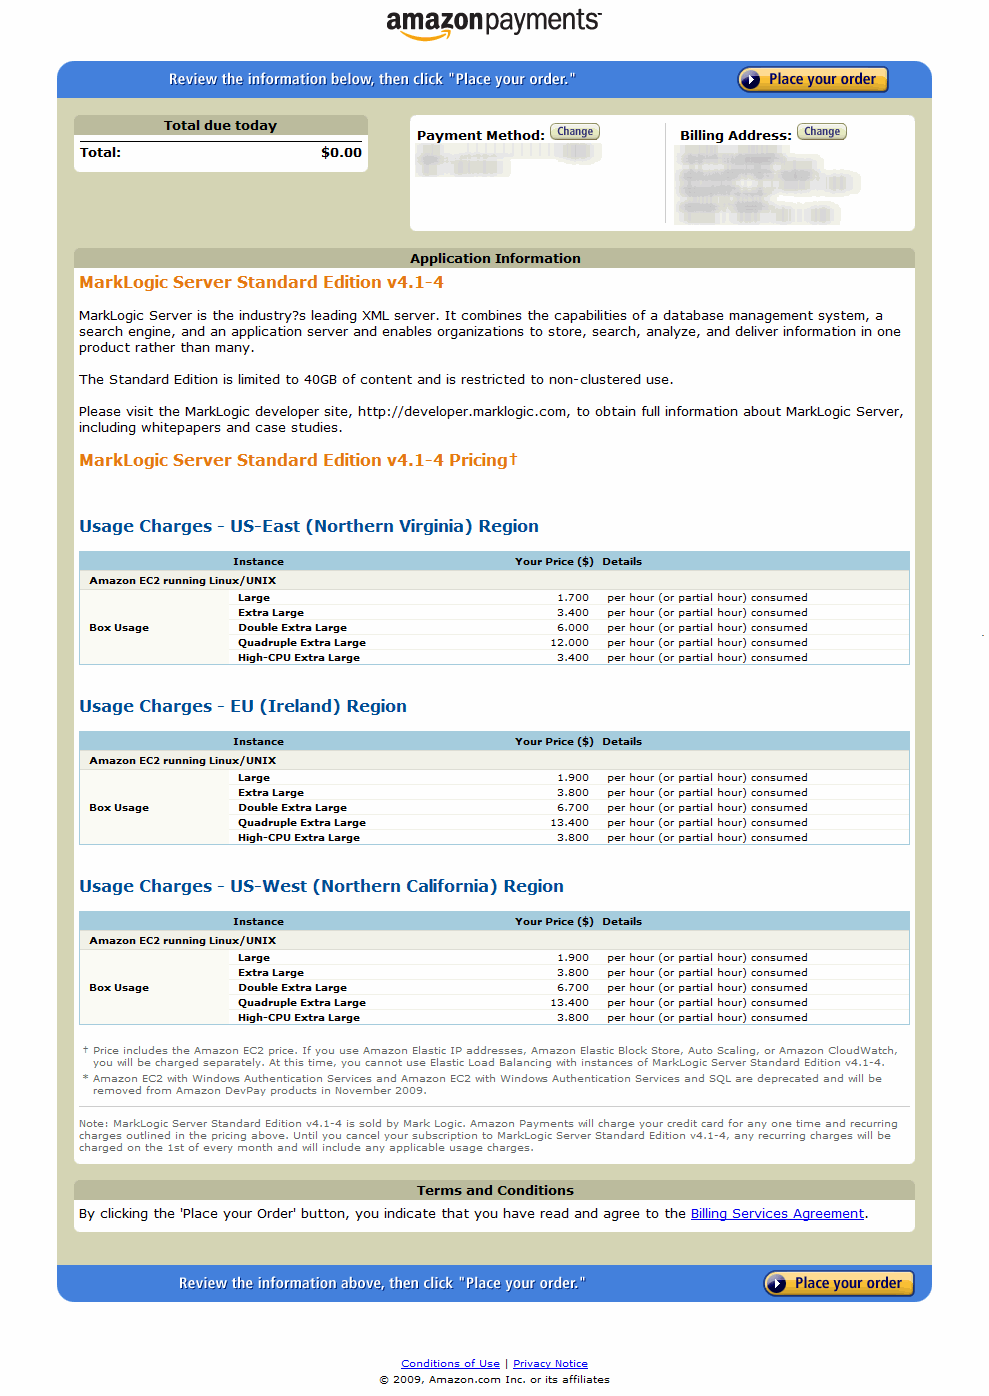 amazonpayments™
Review the information below, then click "Place your order."
Place your order
Total due today
Total: $0.00
Payment Method: Change
Billing Address: Change
Application Information
MarkLogic Server Standard Edition v4.1-4
MarkLogic Server is the industry?s leading XML server. It combines the capabilities of a database management system, a
search engine, and an application server and enables organizations to store, search, analyze, and deliver information in one
product rather than many.
The Standard Edition is limited to 40GB of content and is restricted to non-clustered use.
Please visit the MarkLogic developer site, http://developer.marklogic.com, to obtain full information about MarkLogic Server,
including whitepapers and case studies.
MarkLogic Server Standard Edition v4.1-4 Pricing†
Usage Charges - US-East (Northern Virginia) Region
Instance Your Price ($) Details
Amazon EC2 running Linux/UNIX
Box Usage
Large 1.700 per hour (or partial hour) consumed
Extra Large 3.400 per hour (or partial hour) consumed
Double Extra Large 6.000 per hour (or partial hour) consumed
Quadruple Extra Large 12.000 per hour (or partial hour) consumed
High-CPU Extra Large 3.400 per hour (or partial hour) consumed
Usage Charges - EU (Ireland) Region
Instance Your Price ($) Details
Amazon EC2 running Linux/UNIX
Box Usage
Large 1.900 per hour (or partial hour) consumed
Extra Large 3.800 per hour (or partial hour) consumed
Double Extra Large 6.700 per hour (or partial hour) consumed
Quadruple Extra Large 13.400 per hour (or partial hour) consumed
High-CPU Extra Large 3.800 per hour (or partial hour) consumed
Usage Charges - US-West (Northern California) Region
Instance Your Price ($) Details
Amazon EC2 running Linux/UNIX
Box Usage
Large 1.900 per hour (or partial hour) consumed
Extra Large 3.800 per hour (or partial hour) consumed
Double Extra Large 6.700 per hour (or partial hour) consumed
Quadruple Extra Large 13.400 per hour (or partial hour) consumed
High-CPU Extra Large 3.800 per hour (or partial hour) consumed
† Price includes the Amazon EC2 price. If you use Amazon Elastic IP addresses, Amazon Elastic Block Store, Auto Scaling, or Amazon CloudWatch,
you will be charged separately. At this time, you cannot use Elastic Load Balancing with instances of MarkLogic Server Standard Edition v4.1-4.
* Amazon EC2 with Windows Authentication Services and Amazon EC2 with Windows Authentication Services and SQL are deprecated and will be
removed from Amazon DevPay products in November 2009.
Note: MarkLogic Server Standard Edition v4.1-4 is sold by Mark Logic. Amazon Payments will charge your credit card for any one time and recurring
charges outlined in the pricing above. Until you cancel your subscription to MarkLogic Server Standard Edition v4.1-4, any recurring charges will be
charged on the 1st of every month and will include any applicable usage charges.
Terms and Conditions
By clicking the 'Place your Order' button, you indicate that you have read and agree to the Billing Services Agreement.
Review the information above, then click "Place your order."
Place your order
Conditions of Use | Privacy Notice
© 2009, Amazon.com Inc. or its affiliates